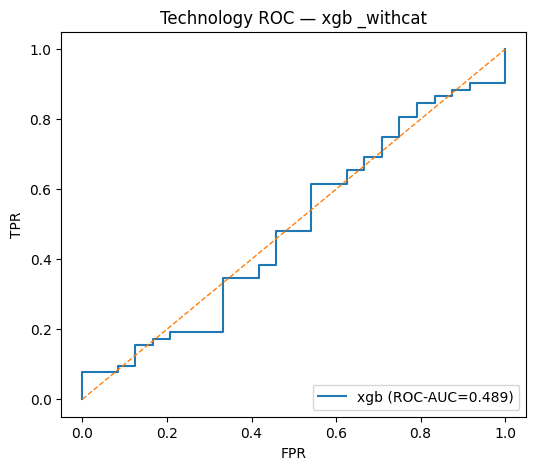 Technology ROC — xgb _withcat
TPR
1.0
0.8
0.6
0.4
0.2
0.0
xgb (ROC-AUC=0.489)
0.0 0.2 0.4 0.6 0.8 1.0
FPR